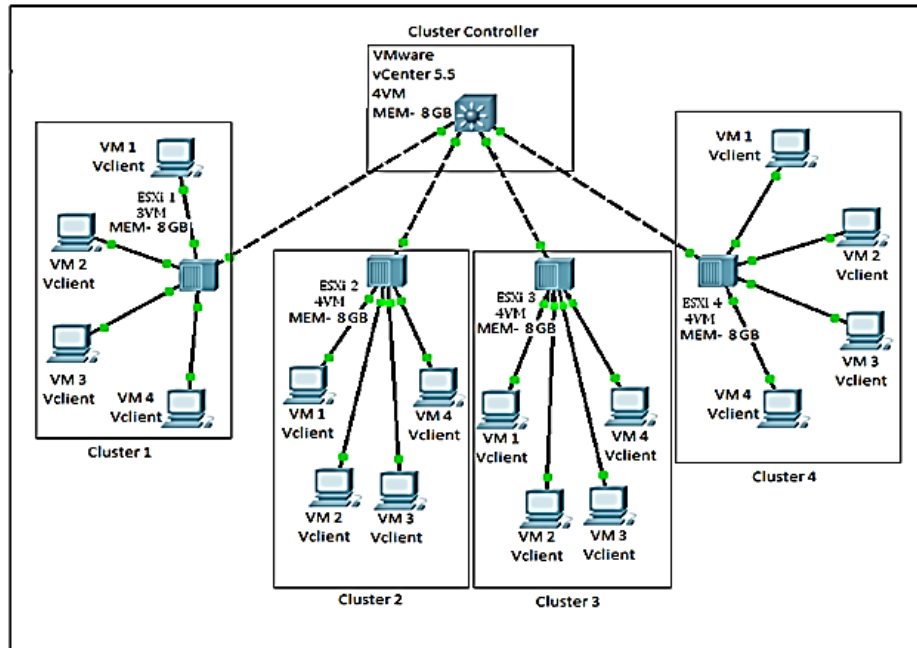 Cluster Controller
VMware
vCenter 5.5
4VM
MEM- 8 GB
VM 1
Vclient
ESXi 1
3VM
MEM- 8 GB
VM 2
Vclient
VM 3
Vclient
VM 4
Vclient
Cluster 1
ESXi 2
4VM
MEM- 8 GB
VM 1
Vclient
VM 4
Vclient
VM 2
Vclient
VM 3
Vclient
Cluster 2
ESXi 3
4VM
MEM- 8 GB
VM 1
Vclient
VM 4
Vclient
VM 2
Vclient
VM 3
Vclient
Cluster 3
VM 1
Vclient
VM 2
Vclient
ESXi 4
4VM
MEM- 8 GB
VM 3
Vclient
VM 4
Vclient
Cluster 4